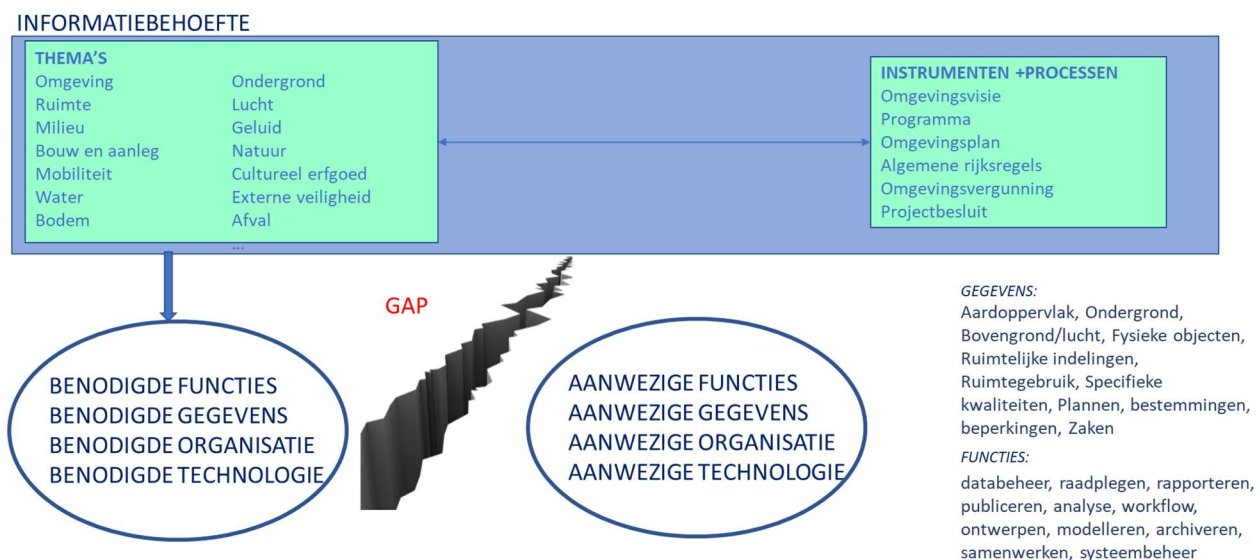 INFORMATIEBEHOEFTE
THEMA'S
Omgeving
Ruimte
Milieu
Bouw en aanleg
Mobiliteit
Water
Bodem
Ondergrond
Lucht
Geluid
Natuur
Cultureel erfgoed
Externe veiligheid
Afval
...
INSTRUMENTEN +PROCESSEN
Omgevingsvisie
Programma
Omgevingsplan
Algemene rijksregels
Omgevingsvergunning
Projectbesluit
GAP
BENODIGDE FUNCTIES
BENODIGDE GEGEVENS
BENODIGDE ORGANISATIE
BENODIGDE TECHNOLOGIE
AANWEZIGE FUNCTIES
AANWEZIGE GEGEVENS
AANWEZIGE ORGANISATIE
AANWEZIGE TECHNOLOGIE
GEGEVENS:
Aardoppervlak, Ondergrond,
Bovengrond/lucht, Fysieke objecten,
Ruimtelijke indelingen,
Ruimtegebruik, Specifieke
kwaliteiten, Plannen, bestemmingen,
beperkingen, Zaken
FUNCTIES:
databeheer, raadplegen, rapporteren,
publiceren, analyse, workflow,
ontwerpen, modelleren, archiveren,
samenwerken, systeembeheer